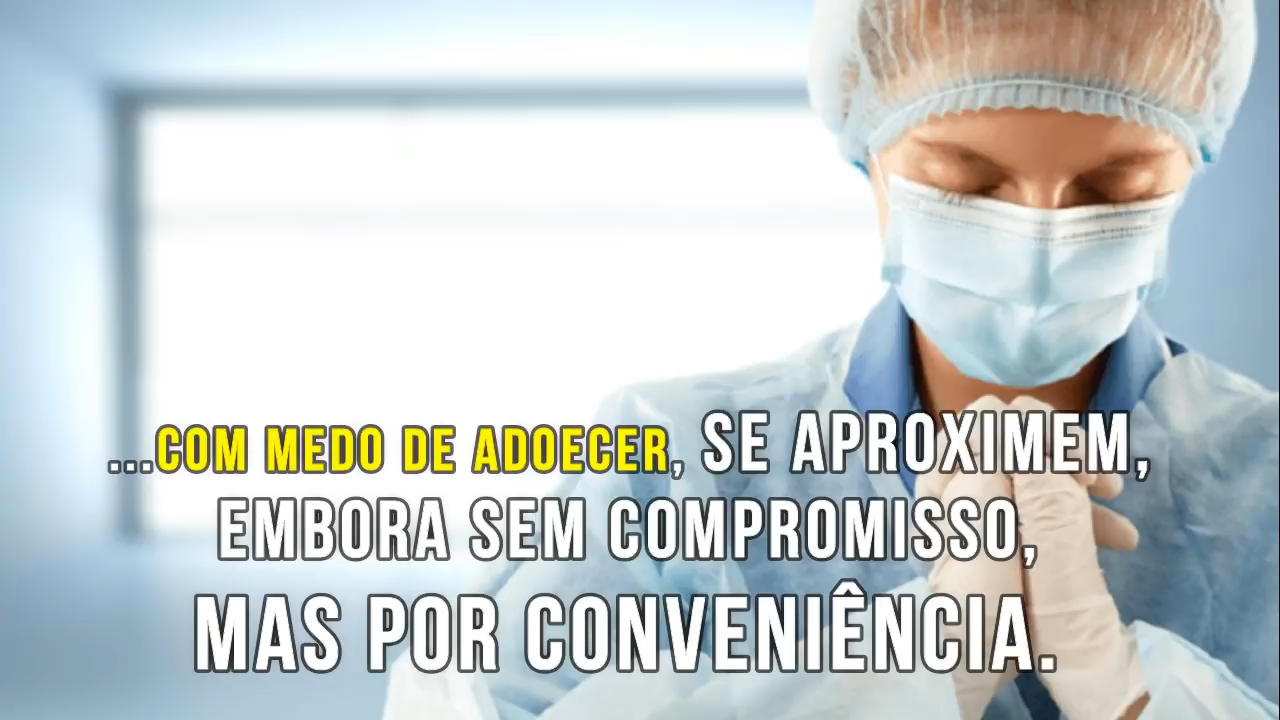 ...COM MEDO DE ADOECER, SE APROXIMEM,
EMBORA SEM COMPROMISSO,
MAS POR CONVENIÊNCIA.